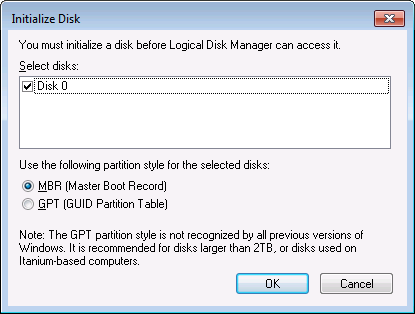 Initialize Disk
You must initialize a disk before Logical Disk Manager can access it.
Select disks:
Disk 0
Use the following partition style for the selected disks:
MBR (Master Boot Record)
GPT (GUID Partition Table)
Note: The GPT partition style is not recognized by all previous versions of
Windows. It is recommended for disks larger than 2TB, or disks used on
Itanium-based computers.
OK
Cancel